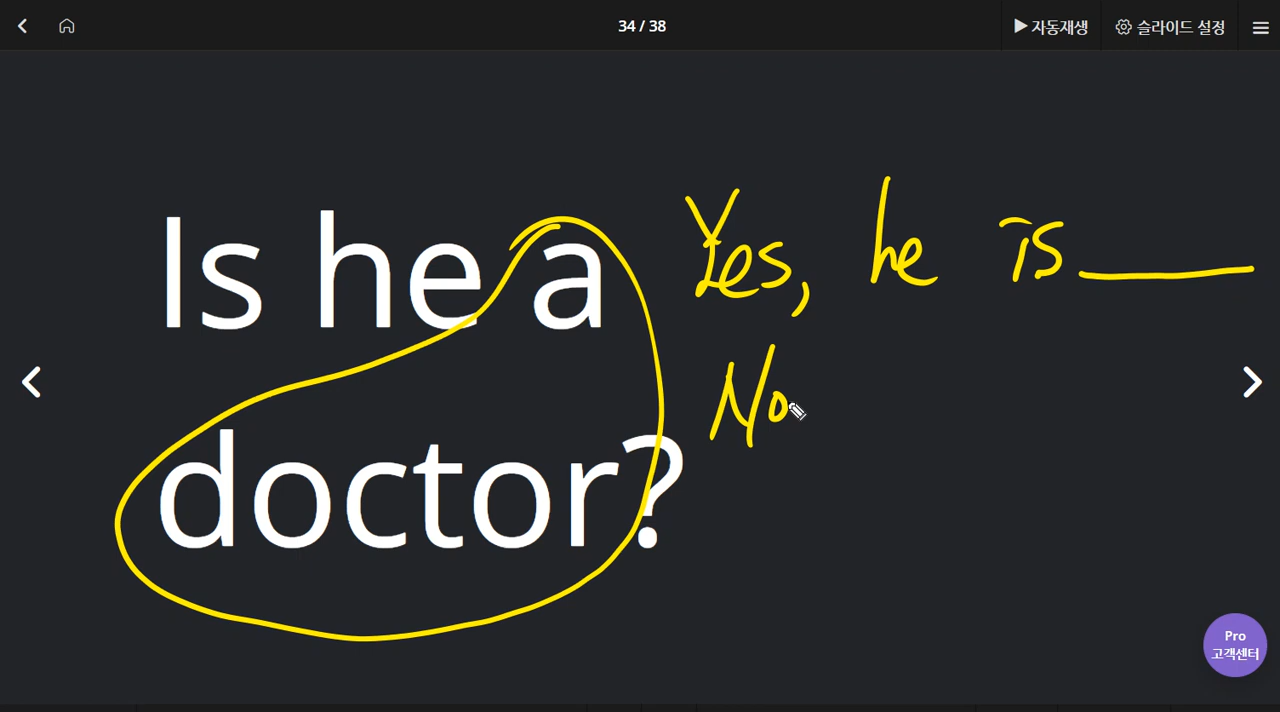 34 / 38
▶ 자동재생
슬라이드 설정
Is he a
doctor?
Yes, he is ______
No
Pro
고객센터